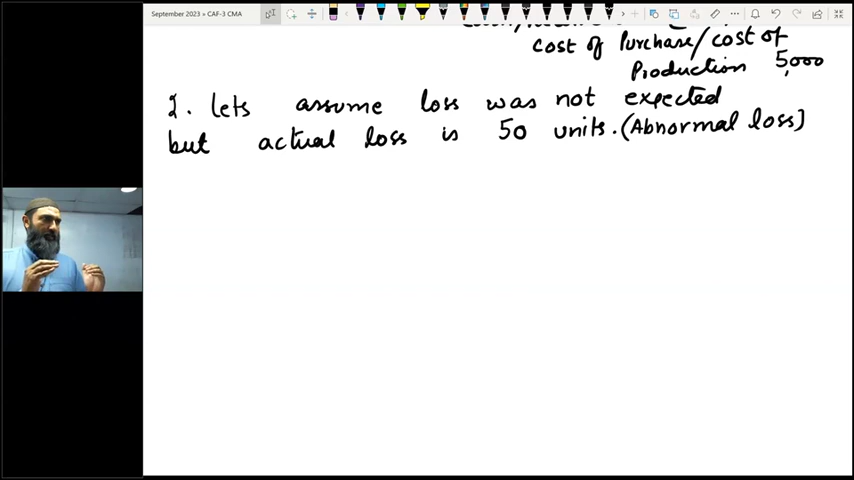 September 2023 » CAF-3 CMA
cost of Purchase/cost of
Production 5,000
2. lets assume loss was not expected
but actual loss is 50 units. (Abnormal loss)